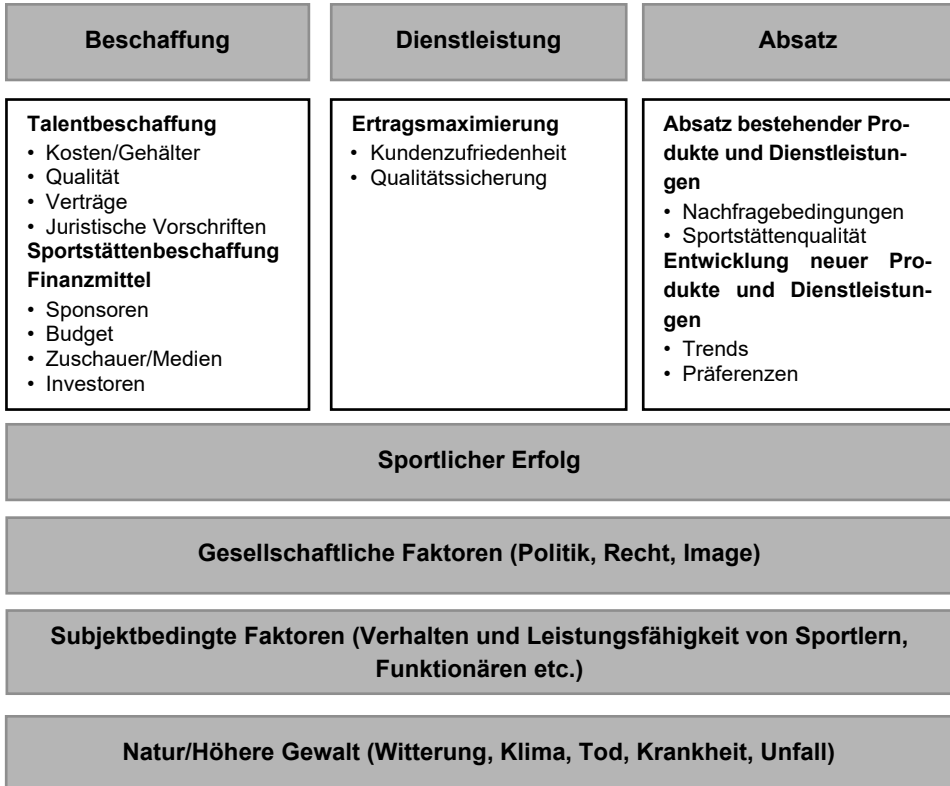 Beschaffung
Dienstleistung
Absatz
Talentbeschaffung
• Kosten/Gehälter
• Qualität
• Verträge
• Juristische Vorschriften
Sportstättenbeschaffung
Finanzmittel
• Sponsoren
• Budget
• Zuschauer/Medien
• Investoren
Ertragsmaximierung
• Kundenzufriedenheit
• Qualitätssicherung
Absatz bestehender Pro-
dukte und Dienstleistun-
gen
• Nachfragebedingungen
• Sportstättenqualität
Entwicklung neuer Pro-
dukte und Dienstleistun-
gen
• Trends
• Präferenzen
Sportlicher Erfolg
Gesellschaftliche Faktoren (Politik, Recht, Image)
Subjektbedingte Faktoren (Verhalten und Leistungsfähigkeit von Sportlern,
Funktionären etc.)
Natur/Höhere Gewalt (Witterung, Klima, Tod, Krankheit, Unfall)